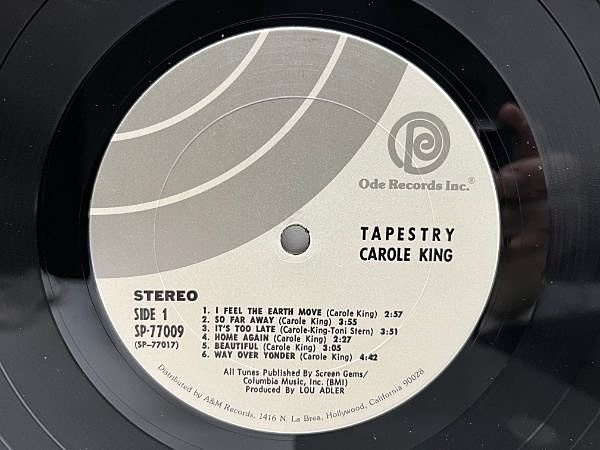 Ode Records Inc.®
TAPESTRY
CAROLE KING
STEREO
SIDE 1
SP-77009
(SP-77017)
1. I FEEL THE EARTH MOVE (Carole King) 2:57
2. SO FAR AWAY (Carole King) 3:55
3. IT'S TOO LATE (Carole-King-Toni Stern) 3:51
4. HOME AGAIN (Carole King) 2:27
5. BEAUTIFUL (Carole King) 3:05
6. WAY OVER YONDER (Carole King) 4:42
All Tunes Published By Screen Gems/
Columbia Music, Inc. (BMI)
Produced By LOU ADLER
Distributed by A&M Records, 1416 N. La Brea, Hollywood, California 90028